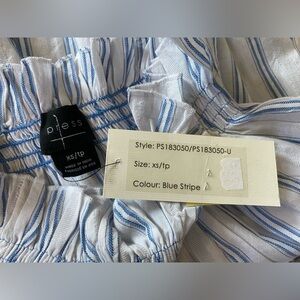 press
xs/tp
Style: PS183050/PS183050-U
Size: xs/tp
Colour: Blue Stripe